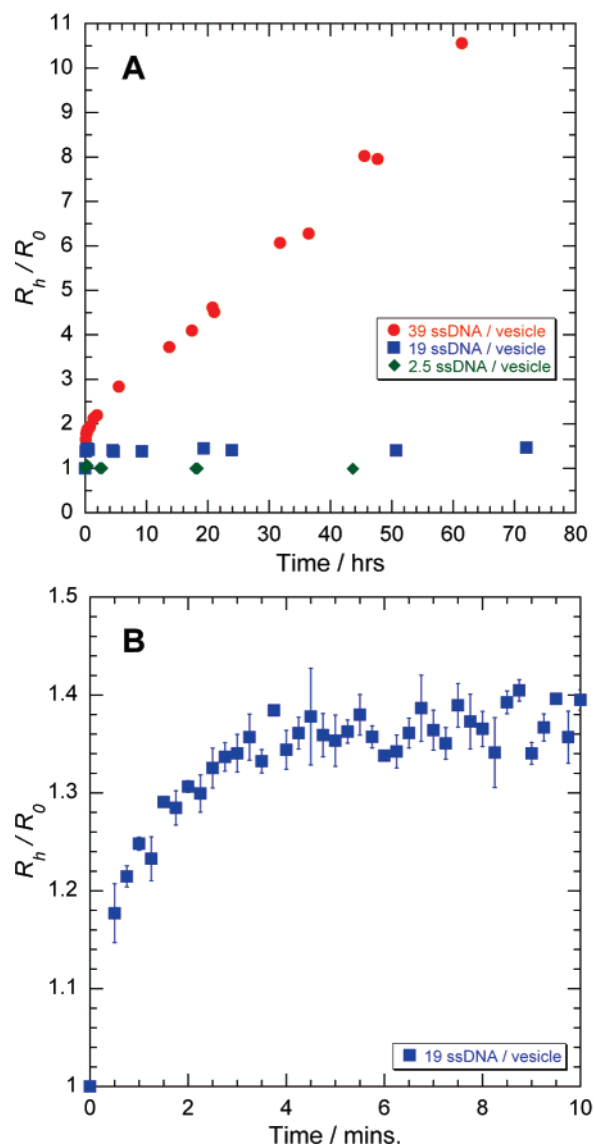 11
10
9
8
7
6
5
4
3
2
1
0
R_h / R_0
A
39 ssDNA / vesicle
19 ssDNA / vesicle
2.5 ssDNA / vesicle
0 10 20 30 40 50 60 70 80
Time / hrs
1.5
1.4
1.3
1.2
1.1
1
R_h / R_0
B
19 ssDNA / vesicle
0 2 4 6 8 10
Time / mins.